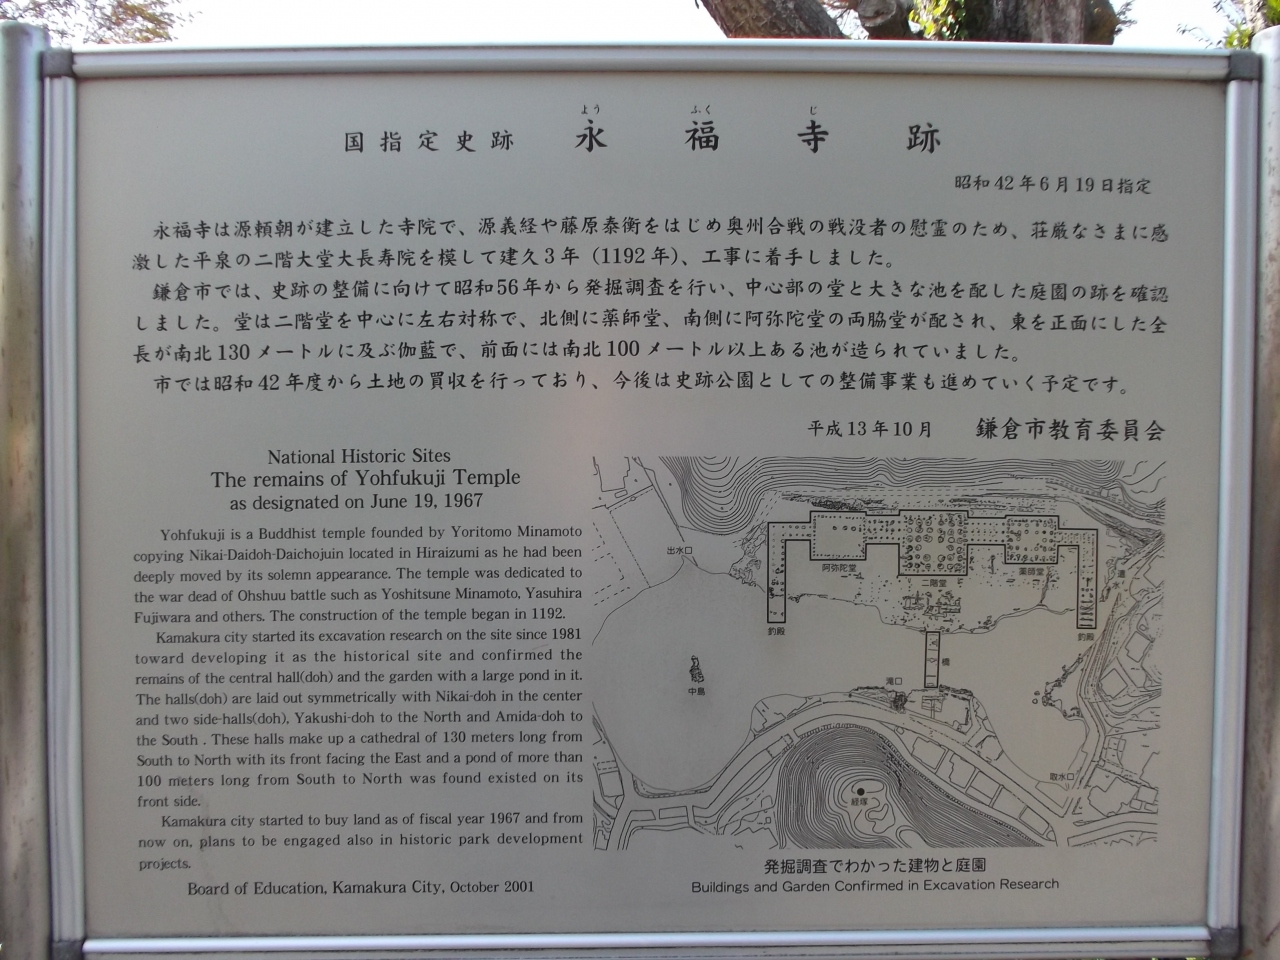 よう ふく じ
国指定史跡 永福寺跡
昭和42年6月19日指定
永福寺は源頼朝が建立した寺院で、源義経や藤原泰衡をはじめ奥州合戦の戦没者の慰霊のため、荘厳なさまに感
激した平泉の二階大堂大長寿院を模して建久3年（1192年）、工事に着手しました。
鎌倉市では、史跡の整備に向けて昭和56年から発掘調査を行い、中心部の堂と大きな池を配した庭園の跡を確認
しました。堂は二階堂を中心に左右対称で、北側に薬師堂、南側に阿弥陀堂の両脇堂が配され、東を正面にした全
長が南北130メートルに及ぶ伽藍で、前面には南北100メートル以上ある池が造られていました。
市では昭和42年度から土地の買収を行っており、今後は史跡公園としての整備事業も進めていく予定です。
平成13年10月 鎌倉市教育委員会
National Historic Sites
The remains of Yohfukuji Temple
as designated on June 19, 1967
Yohfukuji is a Buddhist temple founded by Yoritomo Minamoto
copying Nikai-Daidoh-Daichojuin located in Hiraizumi as he had been
deeply moved by its solemn appearance. The temple was dedicated to
the war dead of Ohshuu battle such as Yoshitsune Minamoto, Yasuhira
Fujiwara and others. The construction of the temple began in 1192.
Kamakura city started its excavation research on the site since 1981
toward developing it as the historical site and confirmed the
remains of the central hall(doh) and the garden with a large pond in it.
The halls(doh) are laid out symmetrically with Nikai-doh in the center
and two side-halls(doh), Yakushi-doh to the North and Amida-doh to
the South . These halls make up a cathedral of 130 meters long from
South to North with its front facing the East and a pond of more than
100 meters long from South to North was found existed on its
front side.
Kamakura city started to buy land as of fiscal year 1967 and from
now on, plans to be engaged also in historic park development
projects.
Board of Education, Kamakura City, October 2001
出水口
阿弥陀堂
二階堂
薬師堂
遣水
釣殿
釣殿
橋
中島
滝口
取水口
経塚
発掘調査でわかった建物と庭園
Buildings and Garden Confirmed in Excavation Research